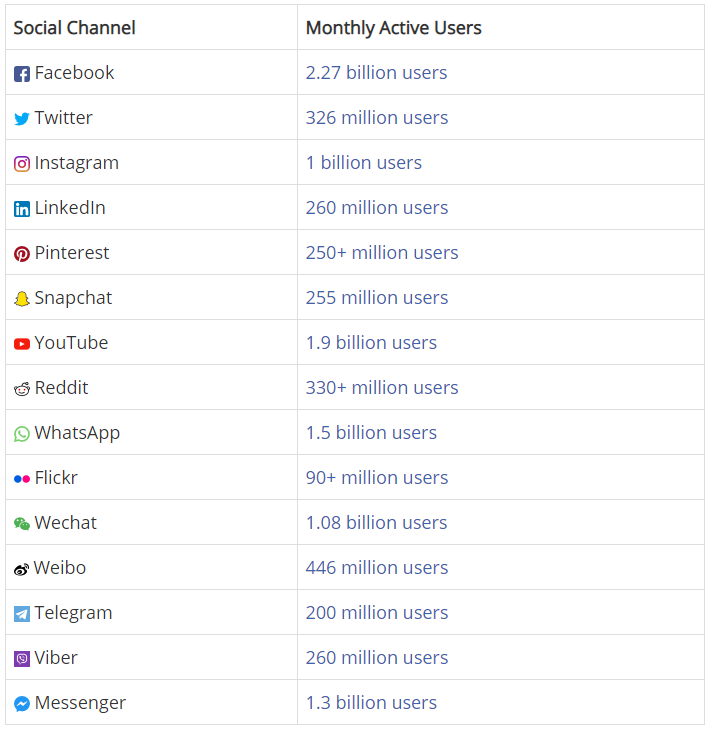 Social Channel Monthly Active Users
Facebook 2.27 billion users
Twitter 326 million users
Instagram 1 billion users
LinkedIn 260 million users
Pinterest 250+ million users
Snapchat 255 million users
YouTube 1.9 billion users
Reddit 330+ million users
WhatsApp 1.5 billion users
Flickr 90+ million users
Wechat 1.08 billion users
Weibo 446 million users
Telegram 200 million users
Viber 260 million users
Messenger 1.3 billion users